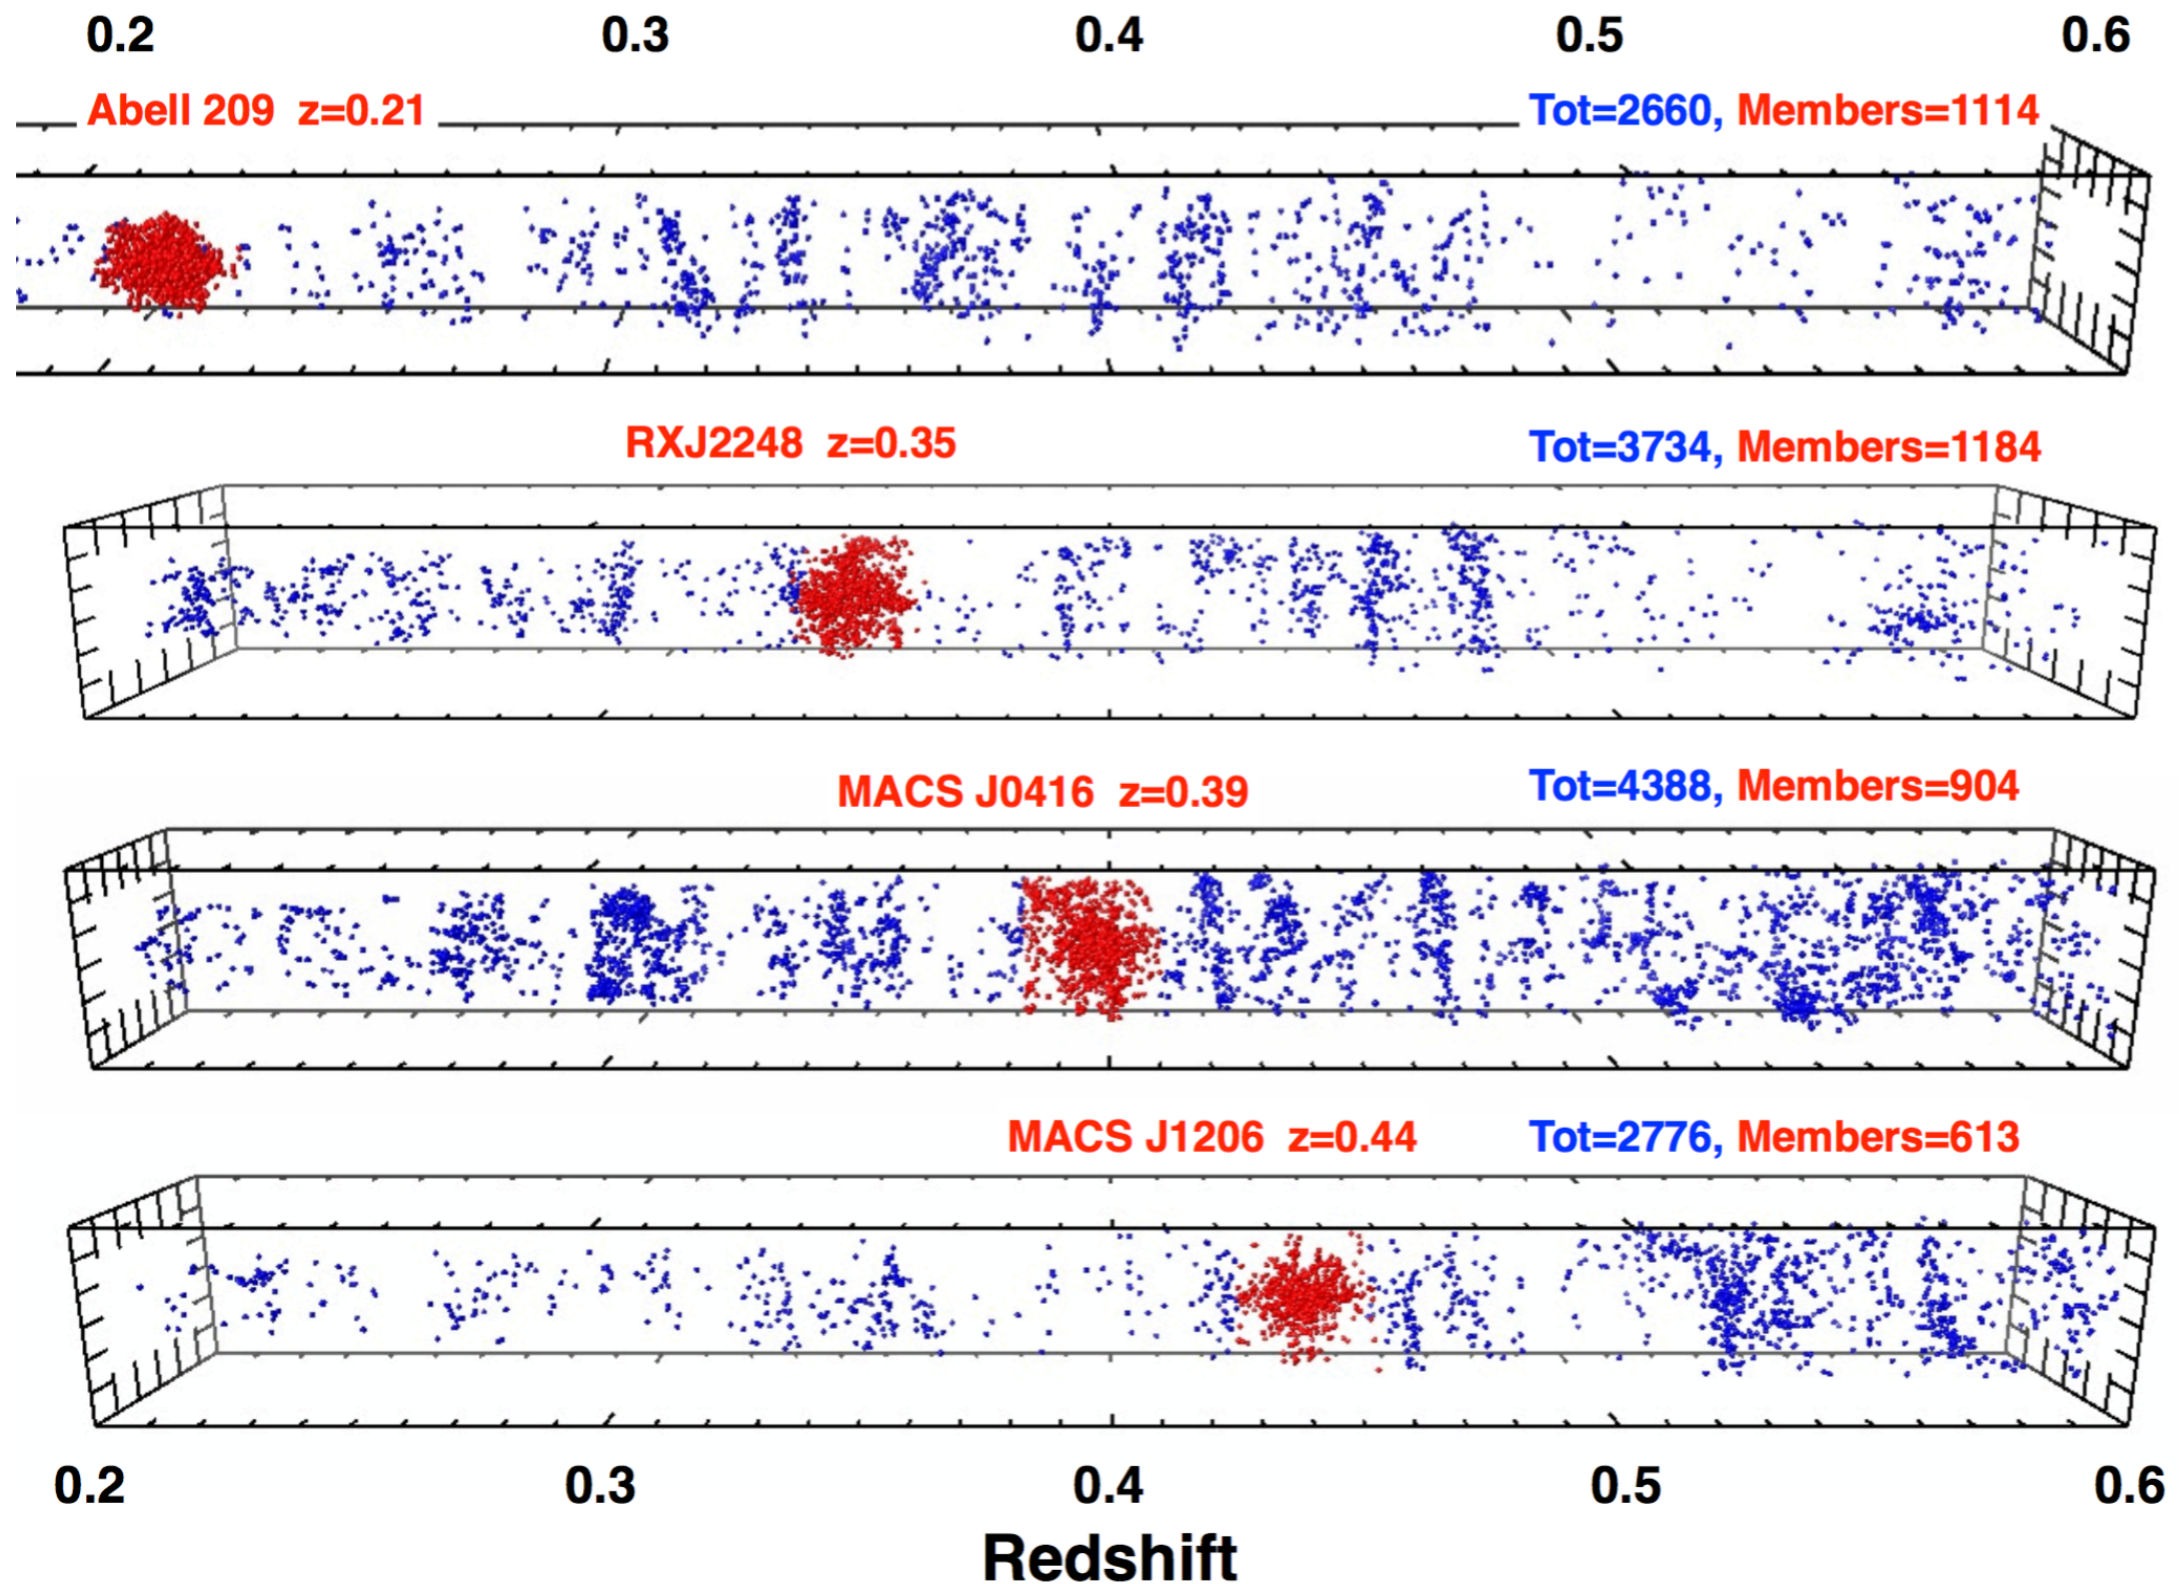 0.2 0.3 0.4 0.5 0.6
Abell 209 z=0.21 Tot=2660, Members=1114
RXJ2248 z=0.35 Tot=3734, Members=1184
MACS J0416 z=0.39 Tot=4388, Members=904
MACS J1206 z=0.44 Tot=2776, Members=613
0.2 0.3 0.4 0.5 0.6
Redshift